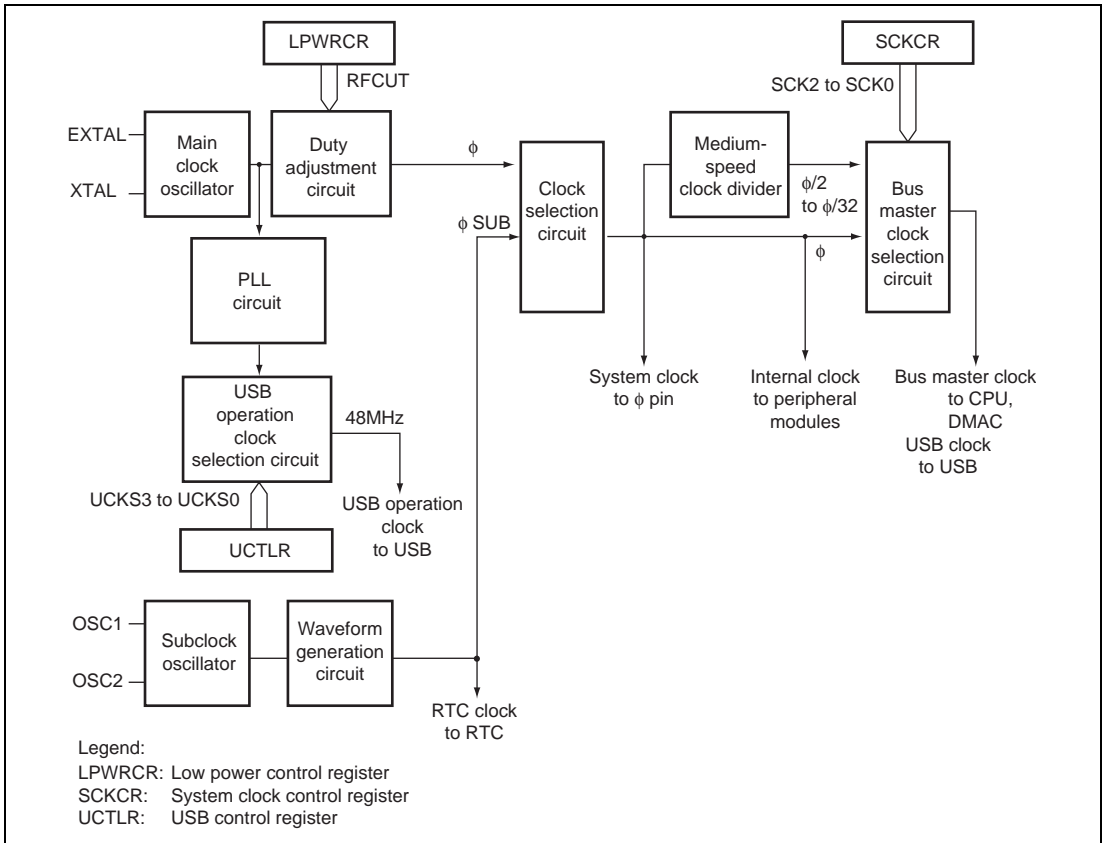 LPWRCR
RFCUT
SCKCR
SCK2 to SCK0
EXTAL
XTAL
Main
clock
oscillator
Duty
adjustment
circuit
ϕ
ϕ SUB
Clock
selection
circuit
Medium-
speed
clock divider
ϕ/2
to ϕ/32
ϕ
Bus
master
clock
selection
circuit
PLL
circuit
USB
operation
clock
selection circuit
48MHz
UCKS3 to UCKS0
UCTLR
USB operation
clock
to USB
System clock
to ϕ pin
Internal clock
to peripheral
modules
Bus master clock
to CPU,
DMAC
USB clock
to USB
OSC1
OSC2
Subclock
oscillator
Waveform
generation
circuit
RTC clock
to RTC
Legend:
LPWRCR: Low power control register
SCKCR: System clock control register
UCTLR: USB control register